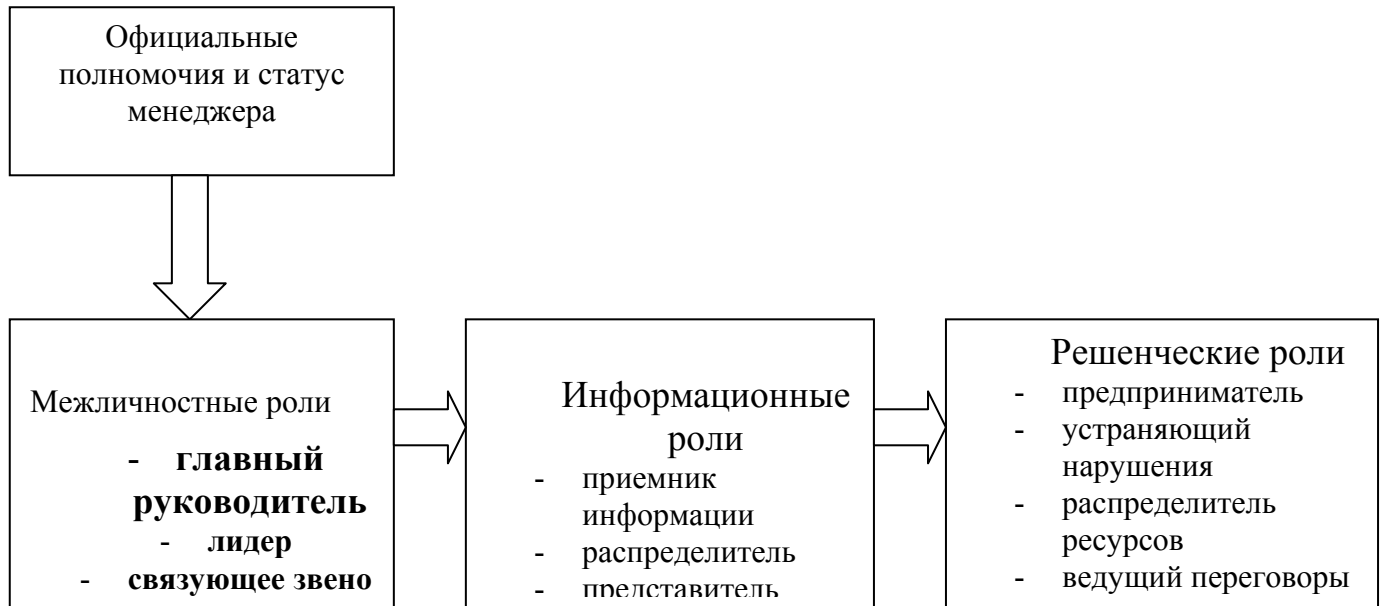 Официальные
полномочия и статус
менеджера
Межличностные роли
- главный
руководитель
- лидер
- связующее звено
Информационные
роли
- приемник
информации
- распределитель
- представитель
Решенческие роли
- предприниматель
- устраняющий
нарушения
- распределитель
ресурсов
- ведущий переговоры